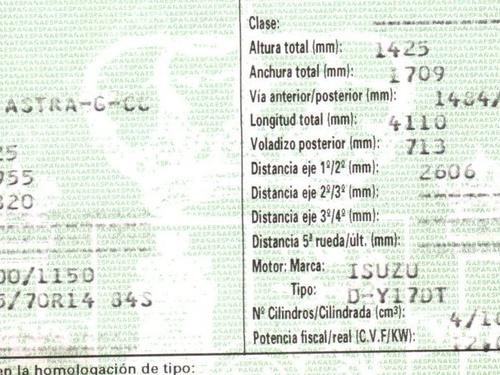 Clase:
Altura total (mm): 1425
Anchura total (mm): 1709
ASTRA-G-CC
Vía anterior/posterior (mm): 1484/
Longitud total (mm): 4110
Voladizo posterior (mm): 713
25
Distancia eje 1º/2º (mm): 2606
955
Distancia eje 2º/3º (mm):
820
Distancia eje 3º/4º (mm):
Distancia 5ª rueda/últ. (mm):
Motor: Marca: ISUZU
00/1150
Tipo: D-Y17DT
5/70R14 84S
Nº Cilindros/Cilindrada (cm³): 4/16
Potencia fiscal/real (C.V.F/KW):
en la homologación de tipo: